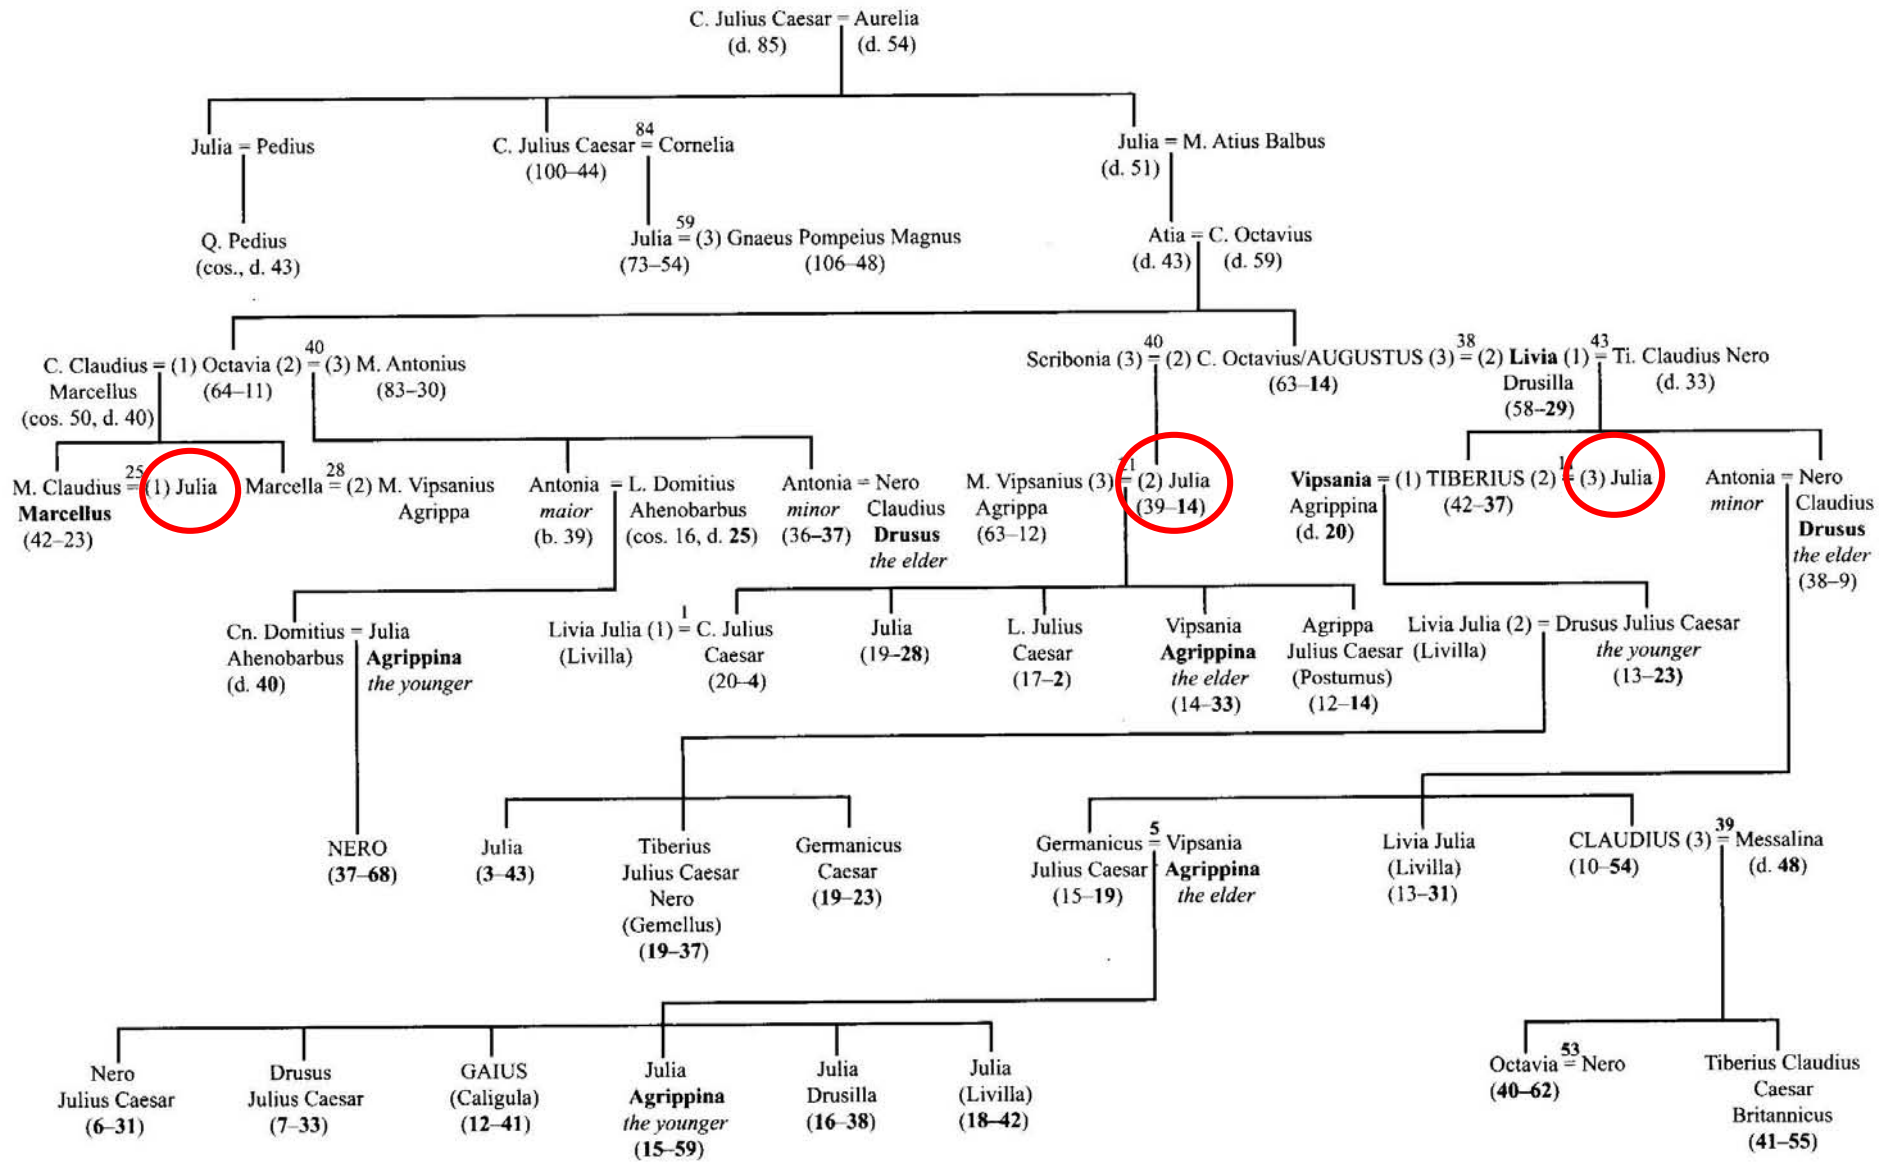 C. Julius Caesar = Aurelia
(d. 85) (d. 54)
84
Julia = Pedius C. Julius Caesar = Cornelia Julia = M. Atius Balbus
(100–44) (d. 51)
59
Q. Pedius Julia = (3) Gnaeus Pompeius Magnus Atia = C. Octavius
(cos., d. 43) (73–54) (106–48) (d. 43) (d. 59)
40 40 38 43
C. Claudius = (1) Octavia (2) = (3) M. Antonius Scribonia (3) = (2) C. Octavius/AUGUSTUS (3) = (2) Livia (1) = Ti. Claudius Nero
Marcellus (64–11) (83–30) (63–14) Drusilla (d. 33)
(cos. 50, d. 40) (58–29)
25 28 21
M. Claudius = (1) Julia Marcella = (2) M. Vipsanius Antonia = L. Domitius Antonia = Nero M. Vipsanius (3) = (2) Julia Vipsania = (1) TIBERIUS (2) = (3) Julia Antonia = Nero
Marcellus Agrippa maior Ahenobarbus minor Claudius Agrippa (39–14) Agrippina (42–37) minor Claudius
(42–23) (b. 39) (cos. 16, d. 25) (36–37) Drusus (63–12) (d. 20) Drusus
the elder the elder
(38–9)
1
Cn. Domitius = Julia Livia Julia (1) = C. Julius Julia L. Julius Vipsania Agrippa Livia Julia (2) = Drusus Julius Caesar
Ahenobarbus Agrippina (Livilla) Caesar (19–28) Caesar Agrippina Julius Caesar (Livilla) the younger
(d. 40) the younger (20–4) (17–2) the elder (Postumus) (13–23)
(14–33) (12–14)
5 39
NERO Julia Tiberius Germanicus Germanicus = Vipsania Livia Julia CLAUDIUS (3) = Messalina
(37–68) (3–43) Julius Caesar Caesar Julius Caesar Agrippina (Livilla) (10–54) (d. 48)
Nero (19–23) (15–19) the elder (13–31)
(Gemellus)
(19–37)
53
Nero Drusus GAIUS Julia Julia Julia Octavia = Nero Tiberius Claudius
Julius Caesar Julius Caesar (Caligula) Agrippina Drusilla (Livilla) (40–62) Caesar
(6–31) (7–33) (12–41) the younger (16–38) (18–42) Britannicus
(15–59) (41–55)